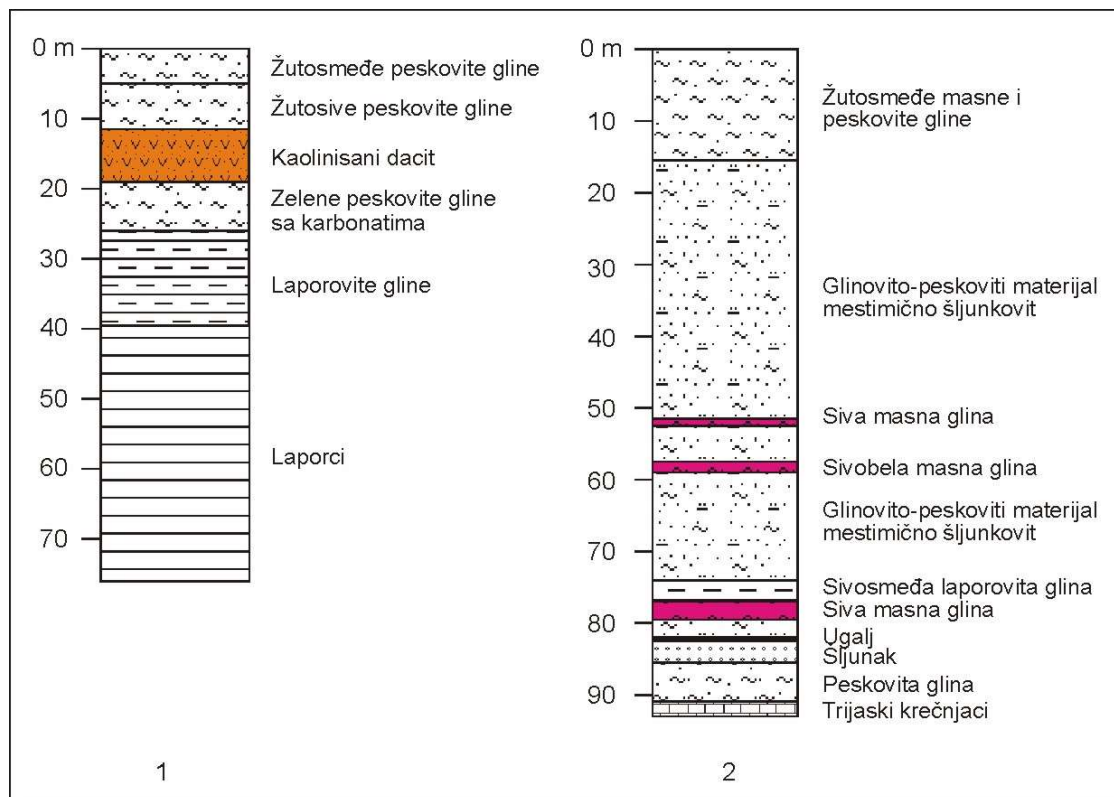 0 m
10
20
30
40
50
60
70
Žutosmeđe peskovite gline
Žutosive peskovite gline
Kaolinisani dacit
Zelene peskovite gline
sa karbonatima
Laporovite gline
Laporci
1
0 m
10
20
30
40
50
60
70
80
90
Žutosmeđe masne i
peskovite gline
Glinovito-peskoviti materijal
mestimično šljunkovit
Siva masna glina
Sivobela masna glina
Glinovito-peskoviti materijal
mestimično šljunkovit
Sivosmeđa laporovita glina
Siva masna glina
Ugalj
Šljunak
Peskovita glina
Trijaski krečnjaci
2